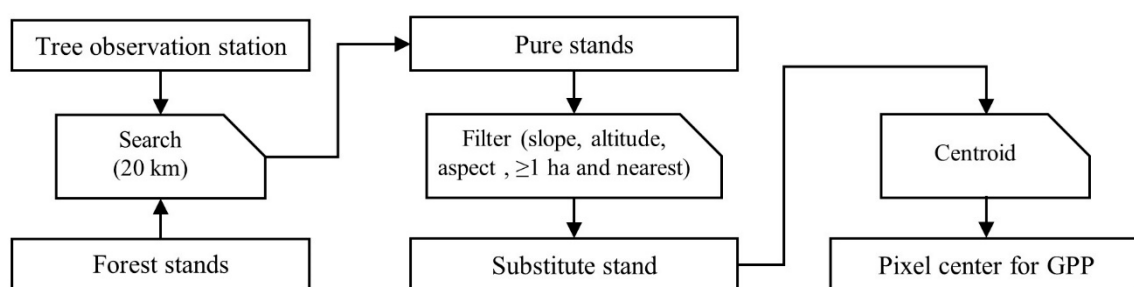 Tree observation station
Search
(20 km)
Forest stands
Pure stands
Filter (slope, altitude,
aspect , ≥1 ha and nearest)
Substitute stand
Centroid
Pixel center for GPP